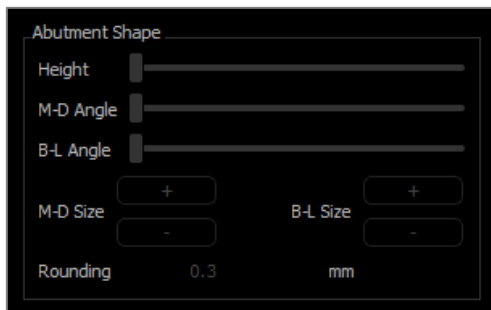 Abutment Shape
Height
M-D Angle
B-L Angle
+ +
M-D Size B-L Size
- -
Rounding 0.3 mm